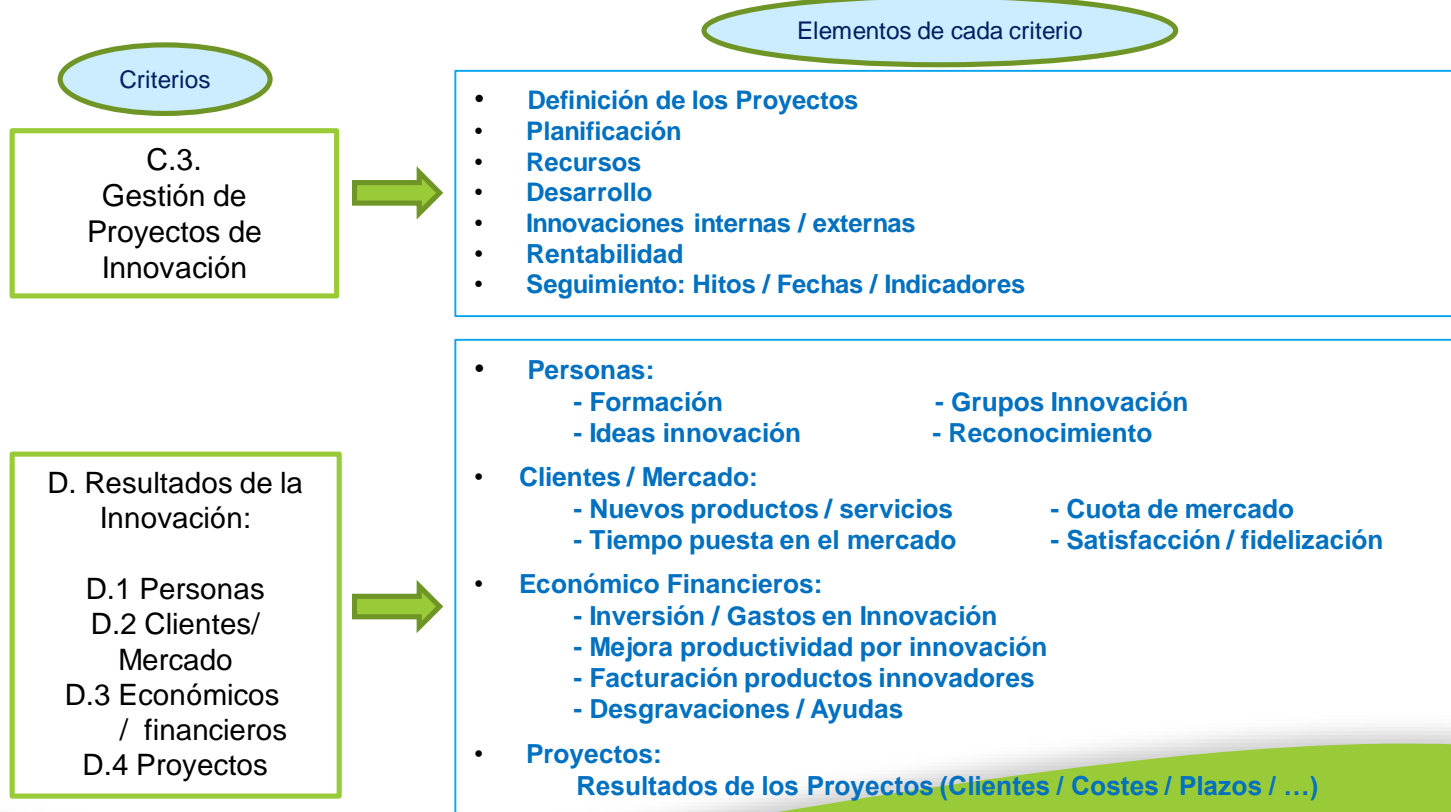 Elementos de cada criterio
Criterios
C.3.
Gestión de
Proyectos de
Innovación
• Definición de los Proyectos
• Planificación
• Recursos
• Desarrollo
• Innovaciones internas / externas
• Rentabilidad
• Seguimiento: Hitos / Fechas / Indicadores
D. Resultados de la
Innovación:
D.1 Personas
D.2 Clientes/
Mercado
D.3 Económicos
/ financieros
D.4 Proyectos
• Personas:
- Formación - Grupos Innovación
- Ideas innovación - Reconocimiento
• Clientes / Mercado:
- Nuevos productos / servicios - Cuota de mercado
- Tiempo puesta en el mercado - Satisfacción / fidelización
• Económico Financieros:
- Inversión / Gastos en Innovación
- Mejora productividad por innovación
- Facturación productos innovadores
- Desgravaciones / Ayudas
• Proyectos:
Resultados de los Proyectos (Clientes / Costes / Plazos / …)